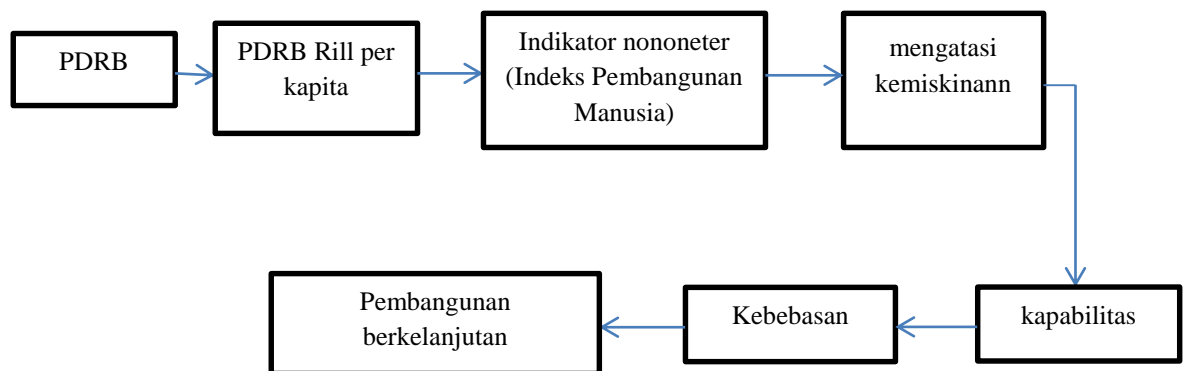 PDRB
PDRB Rill per
kapita
Indikator nononeter
(Indeks Pembangunan
Manusia)
mengatasi
kemiskinann
kapabilitas
Kebebasan
Pembangunan
berkelanjutan